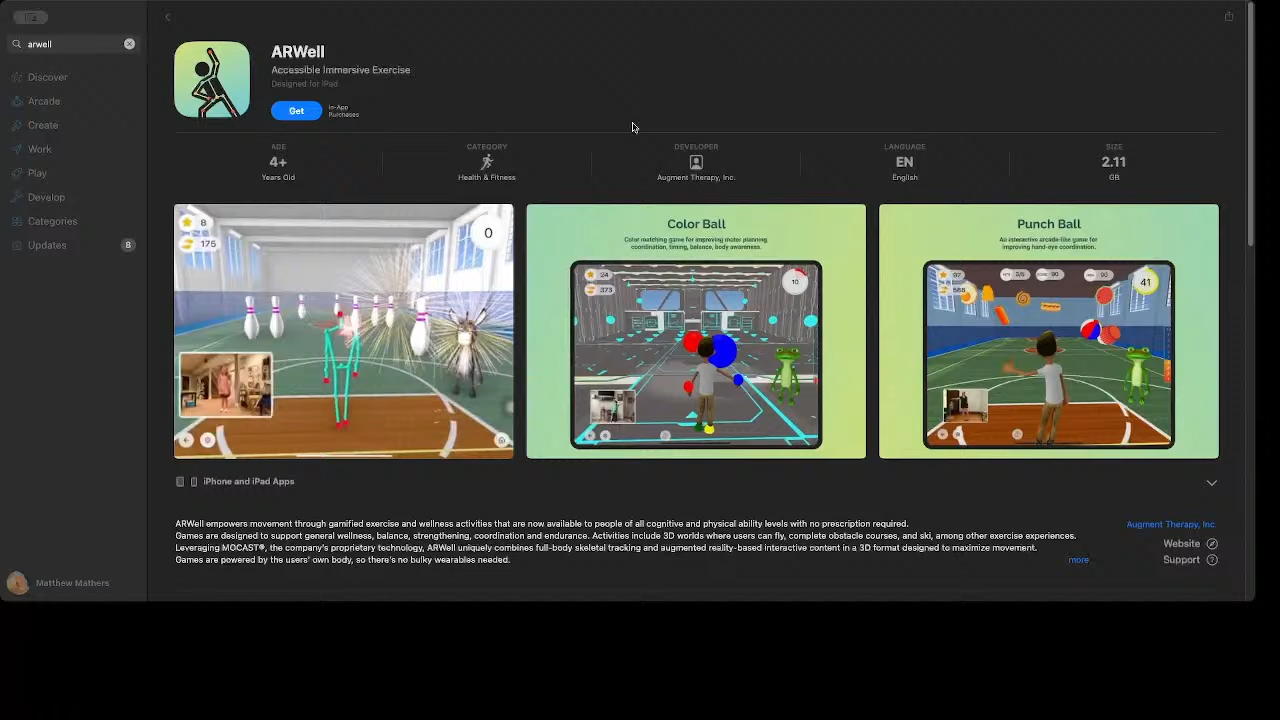 arwell
Discover
Arcade
Create
Work
Play
Develop
Categories
Updates
8
Matthew Mathers
ARWell
Accessible Immersive Exercise
Designed for iPad
Get
In-App
Purchases
AGE
4+
Years Old
CATEGORY
Health & Fitness
DEVELOPER
Augment Therapy, Inc.
LANGUAGE
EN
English
SIZE
2.11
GB
8
175
0
Color Ball
Color matching game for improving motor planning,
coordination, timing, balance, body awareness.
24
373
10
Punch Ball
An interactive arcade-like game for
improving hand-eye coordination.
97
568
90
90
41
iPhone and iPad Apps
ARWell empowers movement through gamified exercise and wellness activities that are now available to people of all cognitive and physical ability levels with no prescription required.
Games are designed to support general wellness, balance, strengthening, coordination and endurance. Activities include 3D worlds where users can fly, complete obstacle courses, and ski, among other exercise experiences.
Leveraging MOCAST®, the company's proprietary technology, ARWell uniquely combines full-body skeletal tracking and augmented reality-based interactive content in a 3D format designed to maximize movement.
Games are powered by the users' own body, so there's no bulky wearables needed.
more
Augment Therapy, Inc.
Website
Support